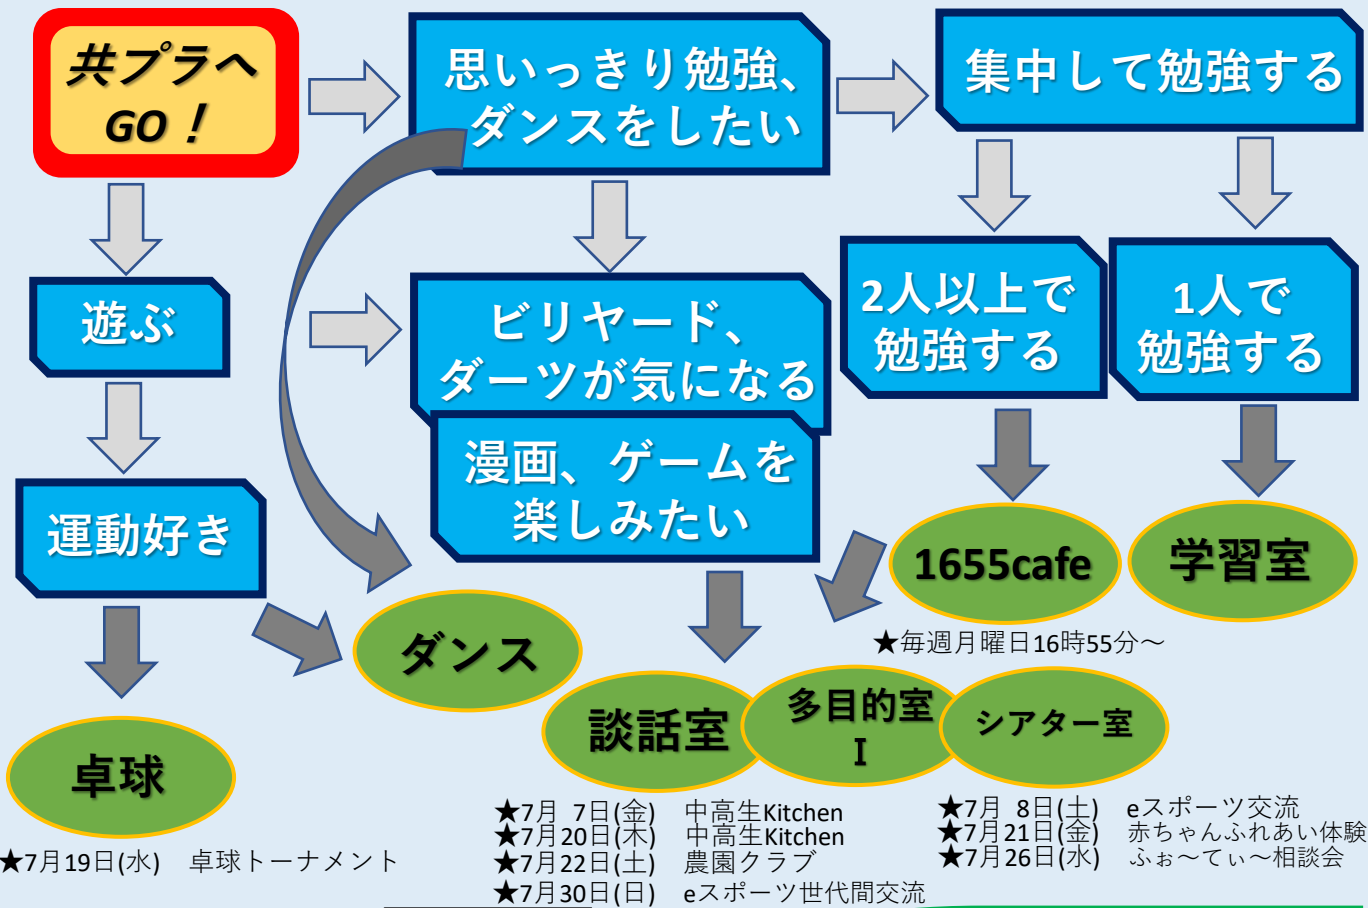 共プラへ
GO！
思いっきり勉強、
ダンスをしたい
集中して勉強する
遊ぶ
ビリヤード、
ダーツが気になる
2人以上で
勉強する
1人で
勉強する
漫画、ゲームを
楽しみたい
運動好き
1655cafe
学習室
★毎週月曜日16時55分～
ダンス
談話室
多目的室
Ⅰ
シアター室
卓球
★7月19日(水)　卓球トーナメント
★7月 7日(金)　中高生Kitchen
★7月20日(木)　中高生Kitchen
★7月22日(土)　農園クラブ
★7月30日(日)　eスポーツ世代間交流
★7月 8日(土)　eスポーツ交流
★7月21日(金)　赤ちゃんふれあい体験
★7月26日(水)　ふぉ～てぃ～相談会